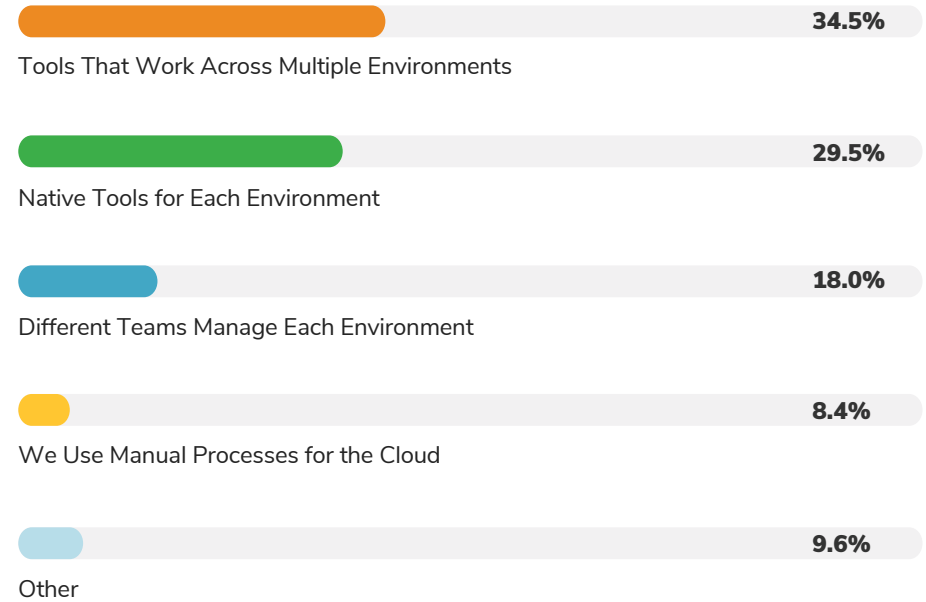 34.5%
Tools That Work Across Multiple Environments
29.5%
Native Tools for Each Environment
18.0%
Different Teams Manage Each Environment
8.4%
We Use Manual Processes for the Cloud
9.6%
Other